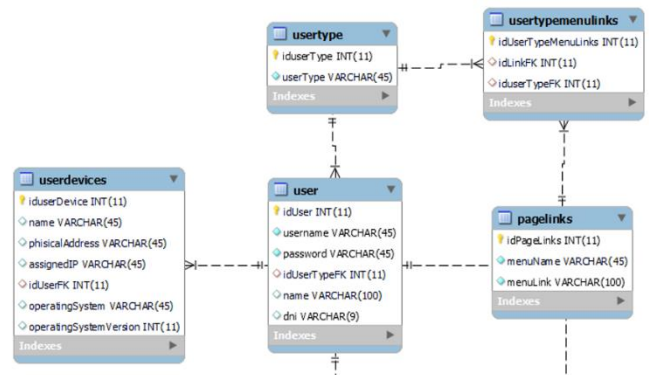 usertype
iduserType INT(11)
userType VARCHAR(45)
Indexes
usertypemenulinks
idUserTypeMenuLinks INT(11)
idLinkFK INT(11)
iduserTypeFK INT(11)
Indexes
userdevices
iduserDevice INT(11)
name VARCHAR(45)
phisicalAddress VARCHAR(45)
assignedIP VARCHAR(45)
idUserFK INT(11)
operatingSystem VARCHAR(45)
operatingSystemVersion INT(11)
Indexes
user
idUser INT(11)
username VARCHAR(45)
password VARCHAR(45)
idUserTypeFK INT(11)
name VARCHAR(100)
dni VARCHAR(9)
Indexes
pagelinks
idPageLinks INT(11)
menuName VARCHAR(45)
menuLink VARCHAR(100)
Indexes